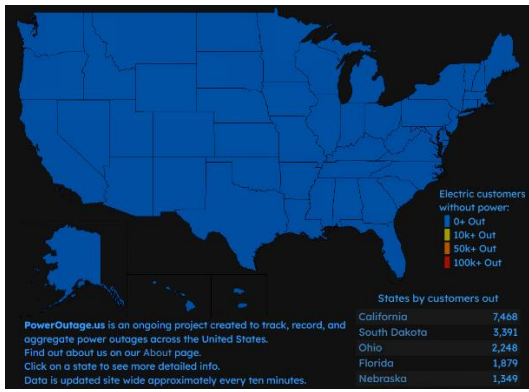 Electric customers
without power:
0+ Out
10k+ Out
50k+ Out
100k+ Out
States by customers out
California 7,468
South Dakota 3,391
Ohio 2,248
Florida 1,879
Nebraska 1,349
PowerOutage.us is an ongoing project created to track, record, and
aggregate power outages across the United States.
Find out about us on our About page.
Click on a state to see more detailed info.
Data is updated site wide approximately every ten minutes.